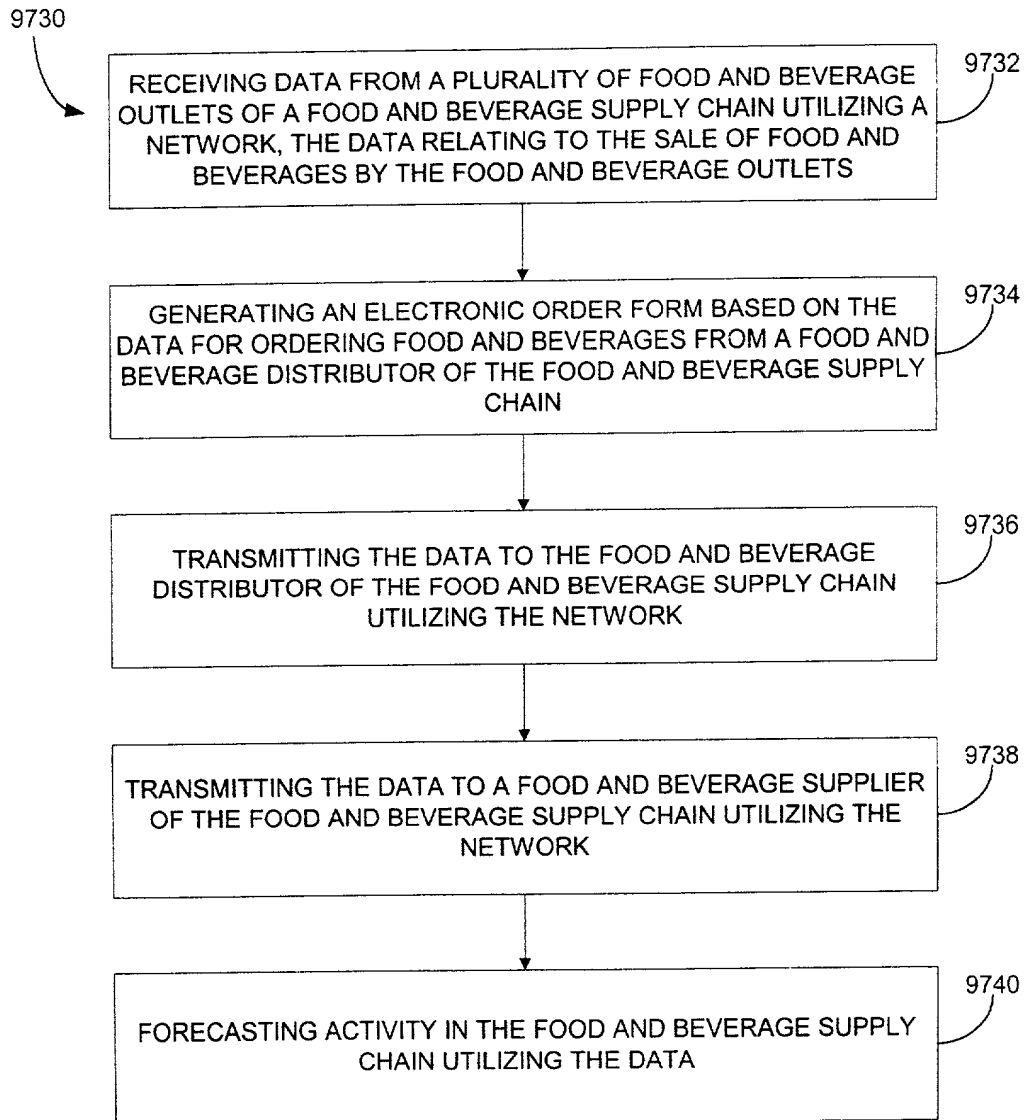 9730
RECEIVING DATA FROM A PLURALITY OF FOOD AND BEVERAGE
OUTLETS OF A FOOD AND BEVERAGE SUPPLY CHAIN UTILIZING A
NETWORK, THE DATA RELATING TO THE SALE OF FOOD AND
BEVERAGES BY THE FOOD AND BEVERAGE OUTLETS
9732
GENERATING AN ELECTRONIC ORDER FORM BASED ON THE
DATA FOR ORDERING FOOD AND BEVERAGES FROM A FOOD AND
BEVERAGE DISTRIBUTOR OF THE FOOD AND BEVERAGE SUPPLY
CHAIN
9734
TRANSMITTING THE DATA TO THE FOOD AND BEVERAGE
DISTRIBUTOR OF THE FOOD AND BEVERAGE SUPPLY CHAIN
UTILIZING THE NETWORK
9736
TRANSMITTING THE DATA TO A FOOD AND BEVERAGE SUPPLIER
OF THE FOOD AND BEVERAGE SUPPLY CHAIN UTILIZING THE
NETWORK
9738
FORECASTING ACTIVITY IN THE FOOD AND BEVERAGE SUPPLY
CHAIN UTILIZING THE DATA
9740